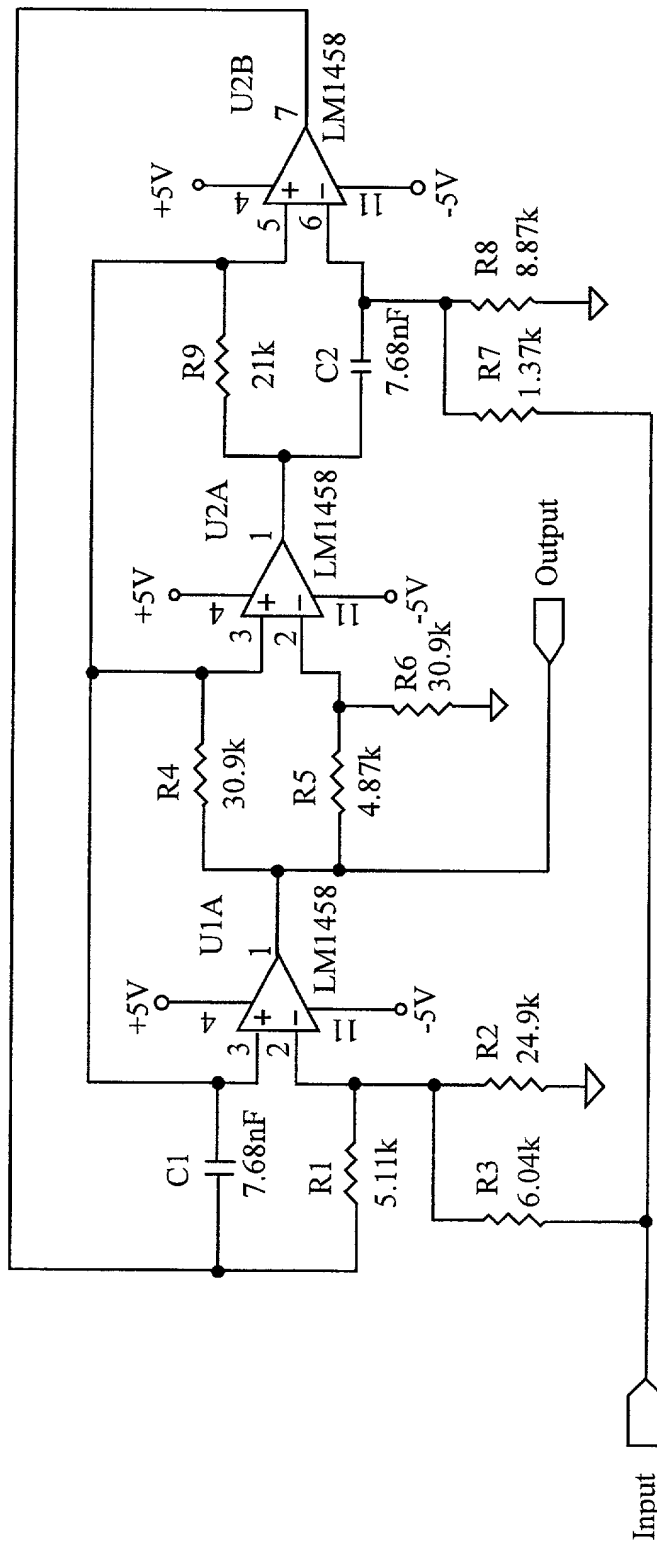 U2B
+5V
4
5
+
6
−
7
11
LM1458
-5V
R9
21k
C2
7.68nF
R8
8.87k
R7
1.37k
U2A
+5V
4
3
+
2
−
1
11
LM1458
-5V
Output
R4
30.9k
R5
4.87k
R6
30.9k
U1A
+5V
4
3
+
2
−
1
11
LM1458
-5V
C1
7.68nF
R1
5.11k
R2
24.9k
R3
6.04k
Input